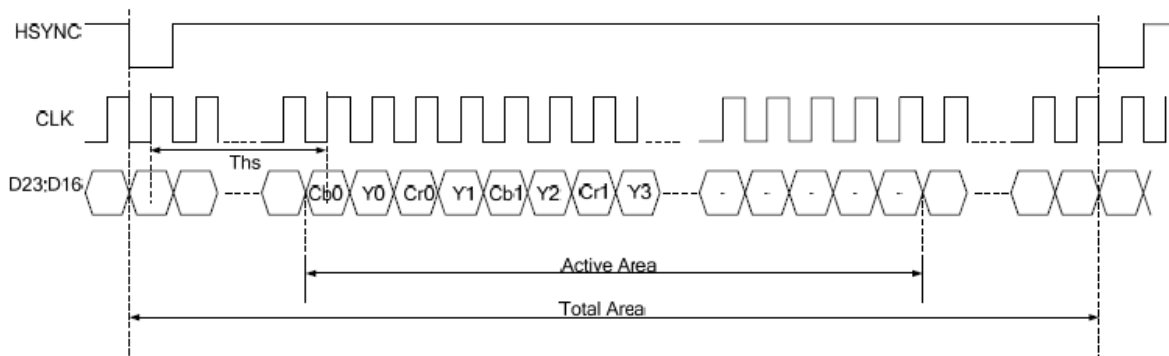 HSYNC
CLK
Ths
D23:D16
Cb0 Y0 Cr0 Y1 Cb1 Y2 Cr1 Y3 - - - - -
Active Area
Total Area